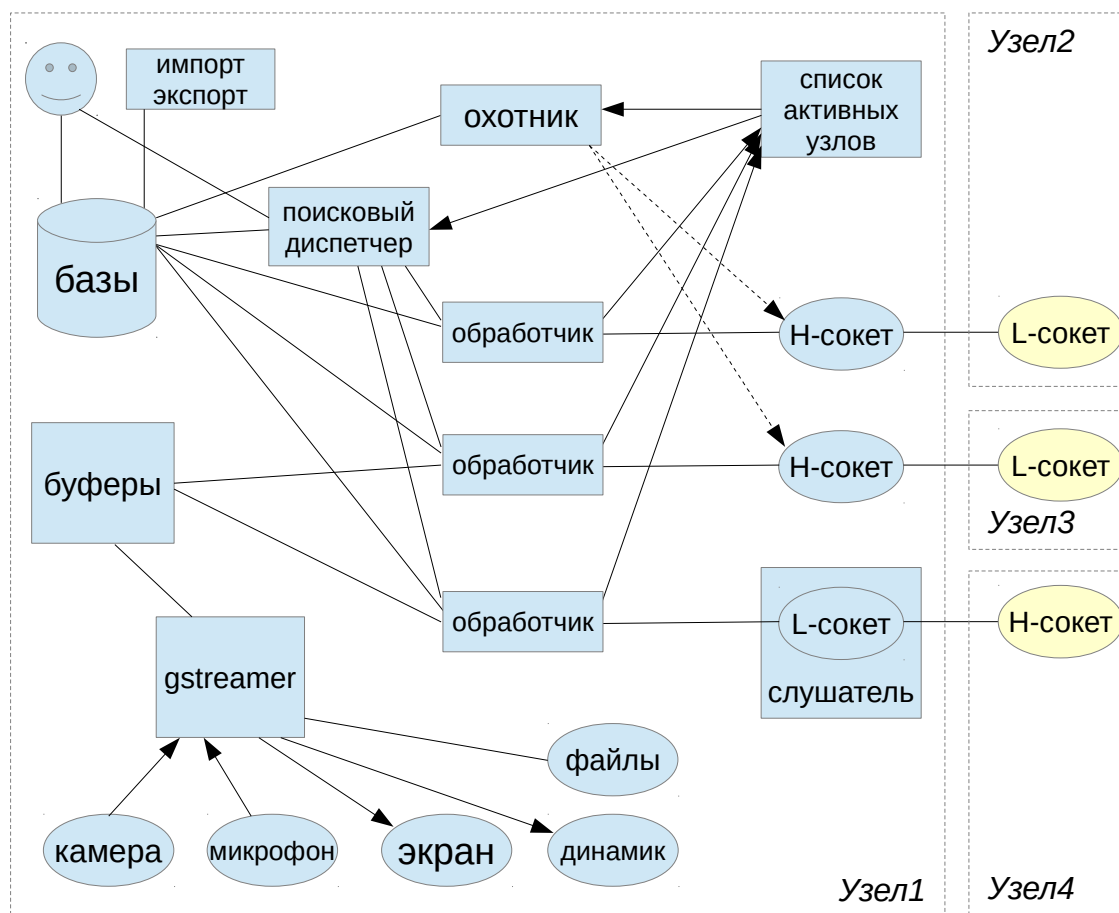 Узел2
импорт
экспорт
охотник
список
активных
узлов
поисковый
диспетчер
базы
обработчик
H-сокет
L-сокет
буферы
обработчик
H-сокет
L-сокет
Узел3
обработчик
L-сокет
H-сокет
gstreamer
слушатель
файлы
камера
микрофон
экран
динамик
Узел1
Узел4